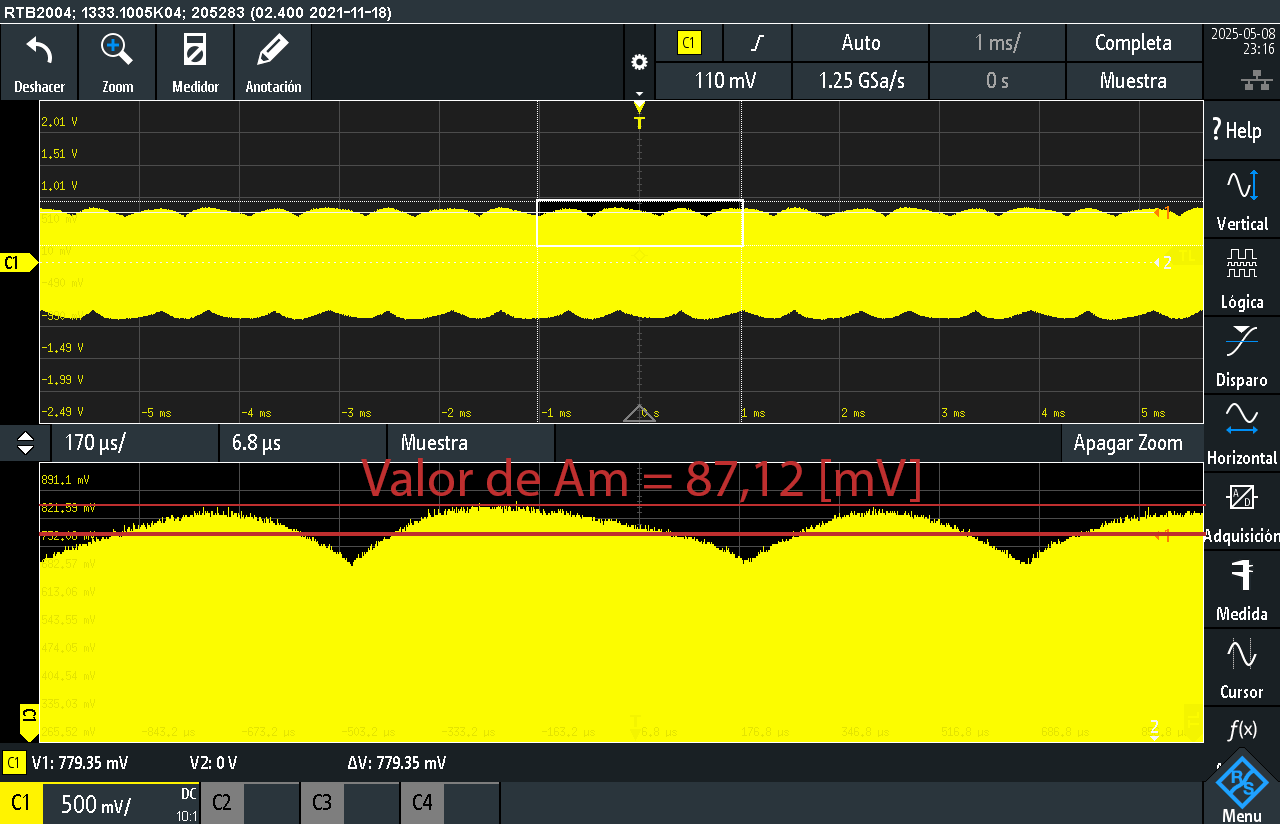 RTB2004; 1333.1005K04; 205283 (02.400 2021-11-18)
Deshacer
Zoom
Medidor
Anotación
C1
Auto
1 ms/
Completa
2025-05-08
23:16
110 mV
1.25 GSa/s
0 s
Muestra
T
2.01 V
1.51 V
1.01 V
510 mV
10 mV
-490 mV
-990 mV
-1.49 V
-1.99 V
-2.49 V
C1
1
2
TL
-5 ms
-4 ms
-3 ms
-2 ms
-1 ms
0 s
1 ms
2 ms
3 ms
4 ms
5 ms
170 µs/
6.8 µs
Muestra
Apagar Zoom
Valor de Am = 87,12 [mV]
891.1 mV
821.59 mV
752.08 mV
682.57 mV
613.06 mV
543.55 mV
474.05 mV
404.54 mV
335.03 mV
265.52 mV
1
C1
T
2
-843.2 µs
-673.2 µs
-503.2 µs
-333.2 µs
-163.2 µs
6.8 µs
176.8 µs
346.8 µs
516.8 µs
686.8 µs
C1
V1: 779.35 mV
V2: 0 V
ΔV: 779.35 mV
C1
500 mV/
DC
10:1
C2
C3
C4
? Help
Vertical
Lógica
Disparo
Horizontal
A/D
Adquisición
Medida
Cursor
f(x)
R&S
Menu